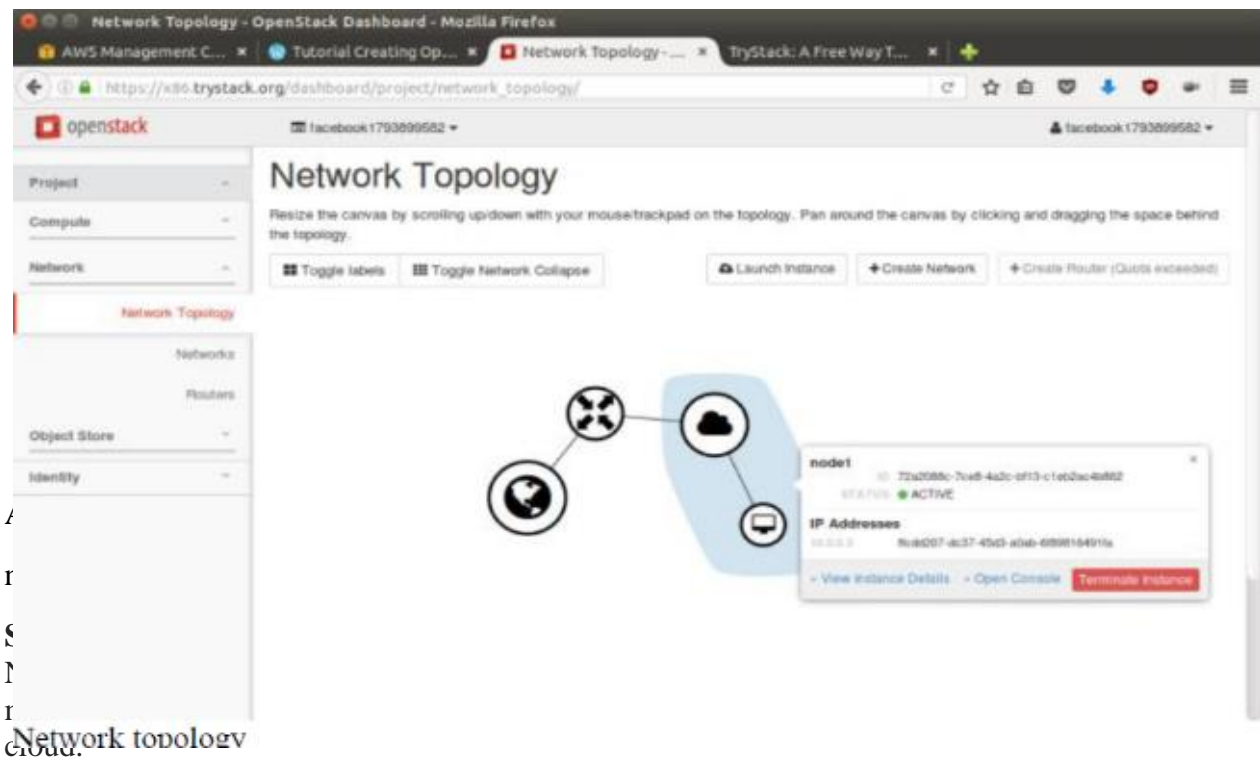 Network Topology - OpenStack Dashboard - Mozilla Firefox
AWS Management C... × Tutorial Creating Op... × Network Topology - ... × TryStack: A Free Way T... ×
https://x86.trystack.org/dashboard/project/network_topology/
openstack facebook1793899582 facebook1793899582
Project
Compute
Network
Network Topology
Networks
Routers
Object Store
Identity
Network Topology
Resize the canvas by scrolling up/down with your mouse/trackpad on the topology. Pan around the canvas by clicking and dragging the space behind
the topology.
Toggle labels Toggle Network Collapse Launch Instance +Create Network +Create Router (Quota exceeded)
node1 ×
ID
STATUS ACTIVE
IP Addresses
» View Instance Details » Open Console Terminate Instance
Network topology
cloud.